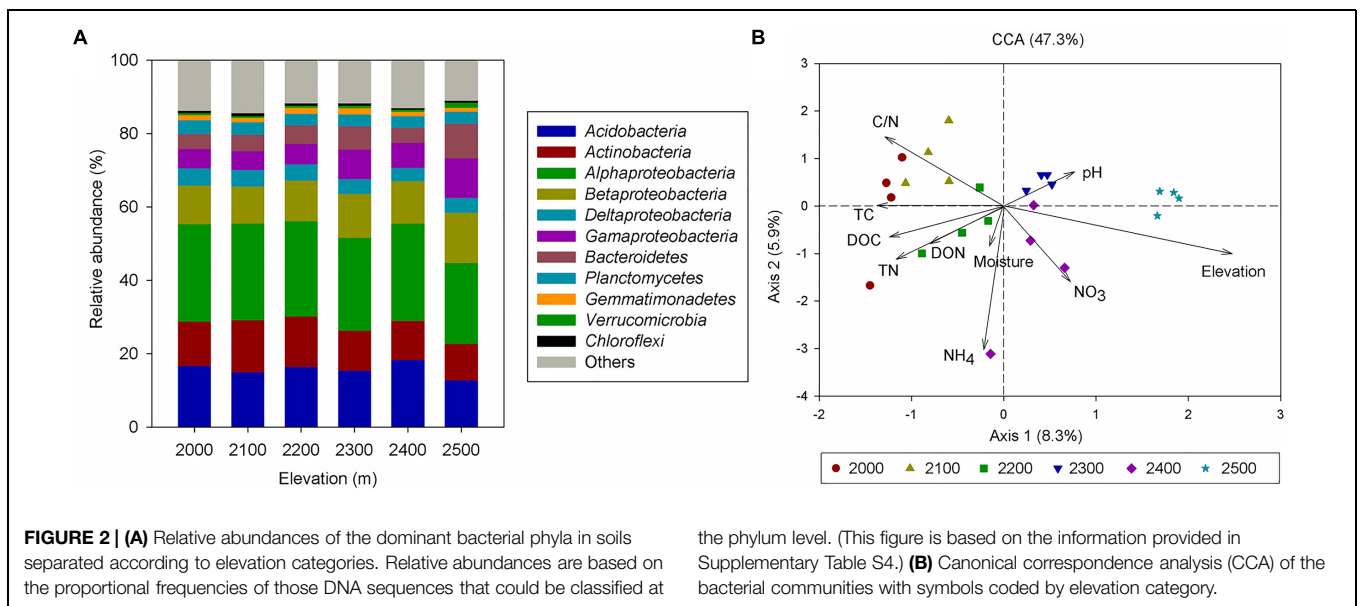 A
100
80
60
40
20
0
Relative abundance (%)
2000 2100 2200 2300 2400 2500
Elevation (m)
Acidobacteria
Actinobacteria
Alphaproteobacteria
Betaproteobacteria
Deltaproteobacteria
Gamaproteobacteria
Bacteroidetes
Planctomycetes
Gemmatimonadetes
Verrucomicrobia
Chloroflexi
Others
B
CCA (47.3%)
3
2
1
0
-1
-2
-3
-4
Axis 2 (5.9%)
C/N
pH
TC
DOC
TN
DON
Moisture
Elevation
NO3
NH4
-2 -1 0 1 2 3
Axis 1 (8.3%)
2000 2100 2200 2300 2400 2500
FIGURE 2 | (A) Relative abundances of the dominant bacterial phyla in soils
separated according to elevation categories. Relative abundances are based on
the proportional frequencies of those DNA sequences that could be classified at
the phylum level. (This figure is based on the information provided in
Supplementary Table S4.) (B) Canonical correspondence analysis (CCA) of the
bacterial communities with symbols coded by elevation category.